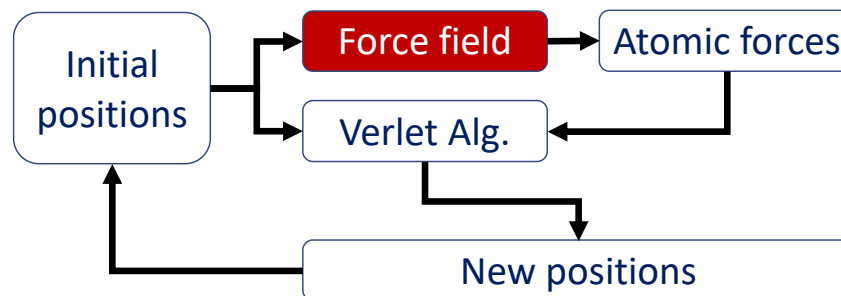 Initial
positions
Force field
Atomic forces
Verlet Alg.
New positions